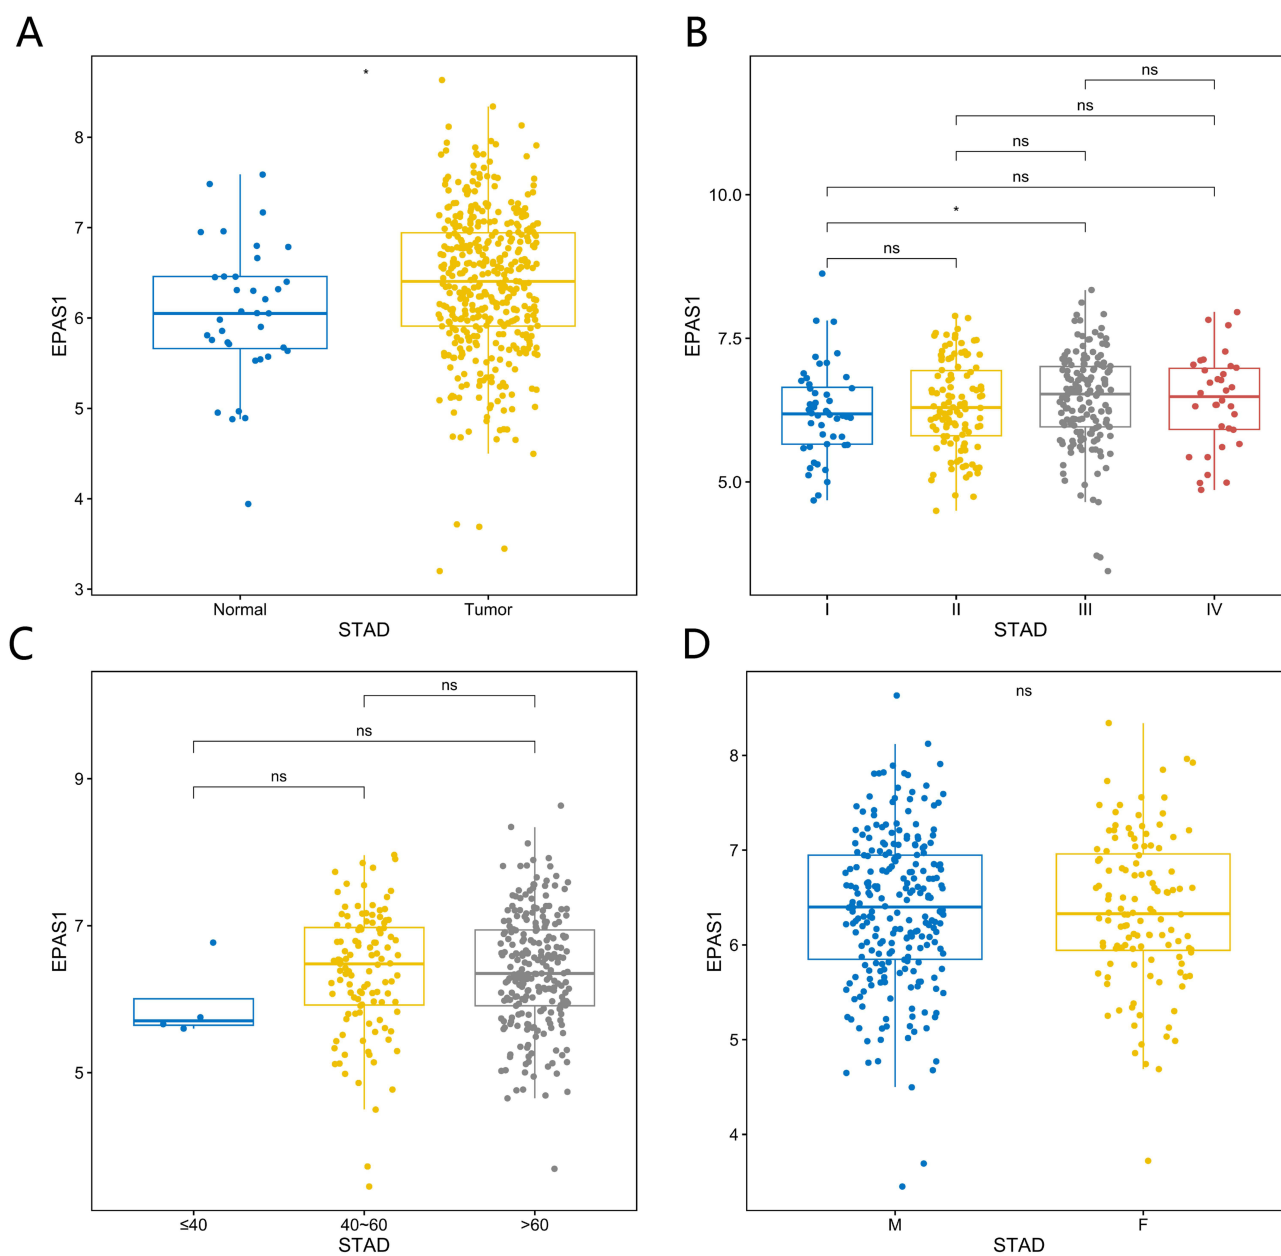 A
*
8
7
6
5
4
3
EPAS1
Normal Tumor
STAD
B
ns
ns
ns
ns
*
ns
10.0
7.5
5.0
EPAS1
I II III IV
STAD
C
ns
ns
ns
9
7
5
EPAS1
≤40 40~60 >60
STAD
D
ns
8
7
6
5
4
EPAS1
M F
STAD